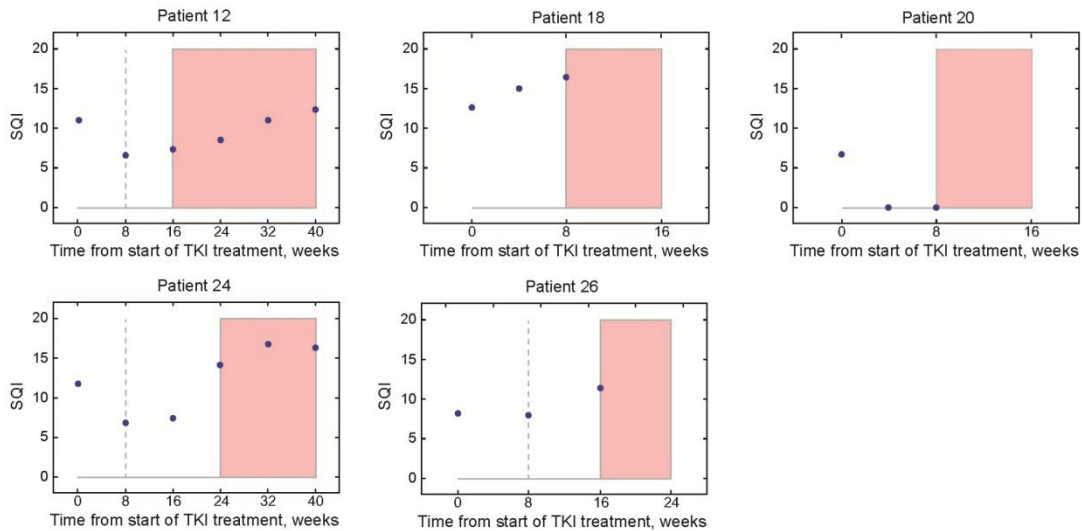 Patient 12
20
15
10
5
0
SQI
0 8 16 24 32 40
Time from start of TKI treatment, weeks
Patient 18
20
15
10
5
0
SQI
0 8 16
Time from start of TKI treatment, weeks
Patient 20
20
15
10
5
0
SQI
0 8 16
Time from start of TKI treatment, weeks
Patient 24
20
15
10
5
0
SQI
0 8 16 24 32 40
Time from start of TKI treatment, weeks
Patient 26
20
15
10
5
0
SQI
0 8 16 24
Time from start of TKI treatment, weeks